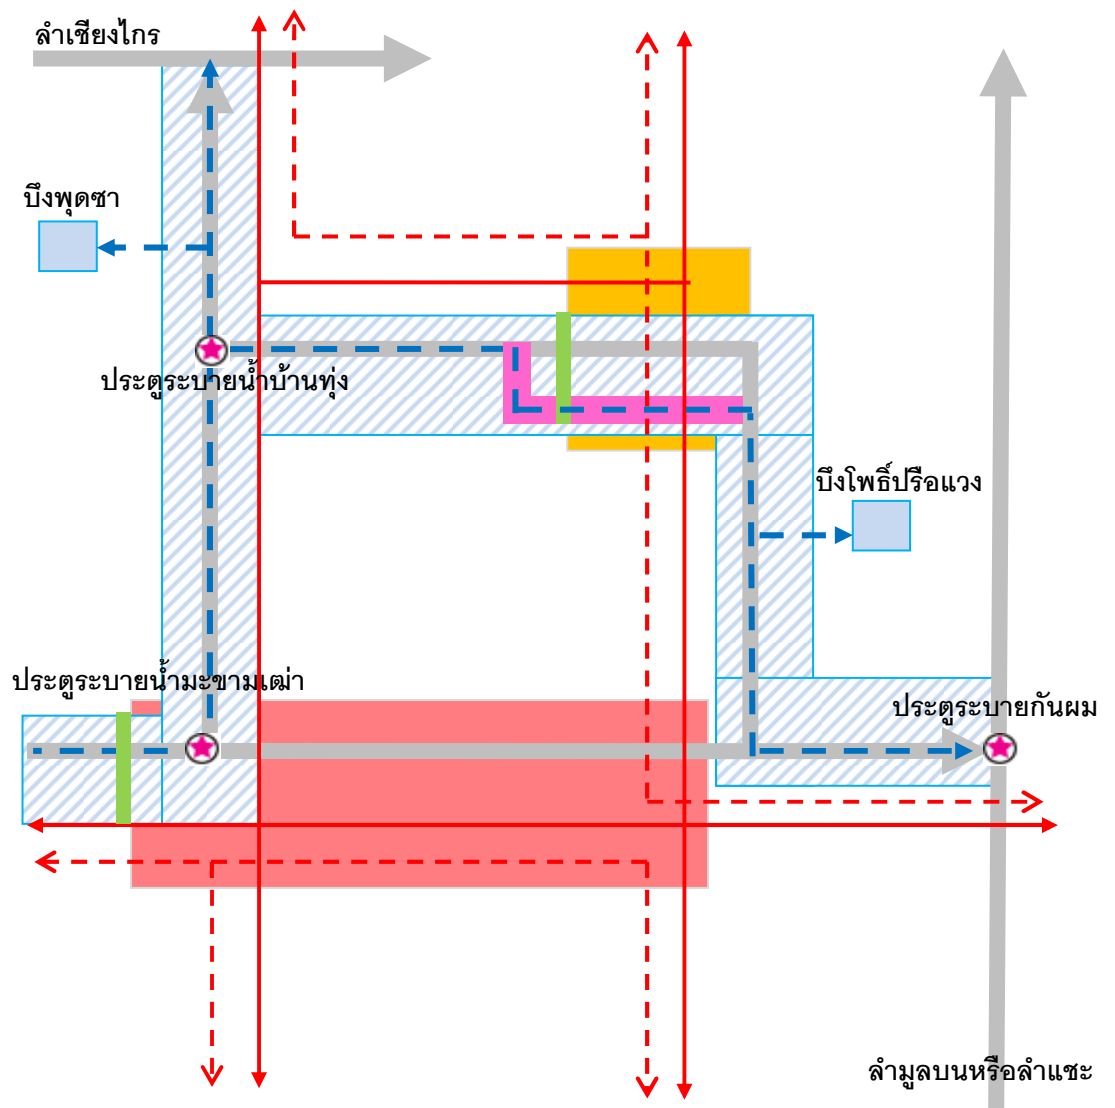 ลำเชียงไกร
บึงพุดซา
ประตูระบายน้ำบ้านทุ่ง
บึงโพธิ์ปรือแวง
ประตูระบายน้ำมะขามเฒ่า
ประตูระบายกันผม
ลำมูลบนหรือลำแชะ